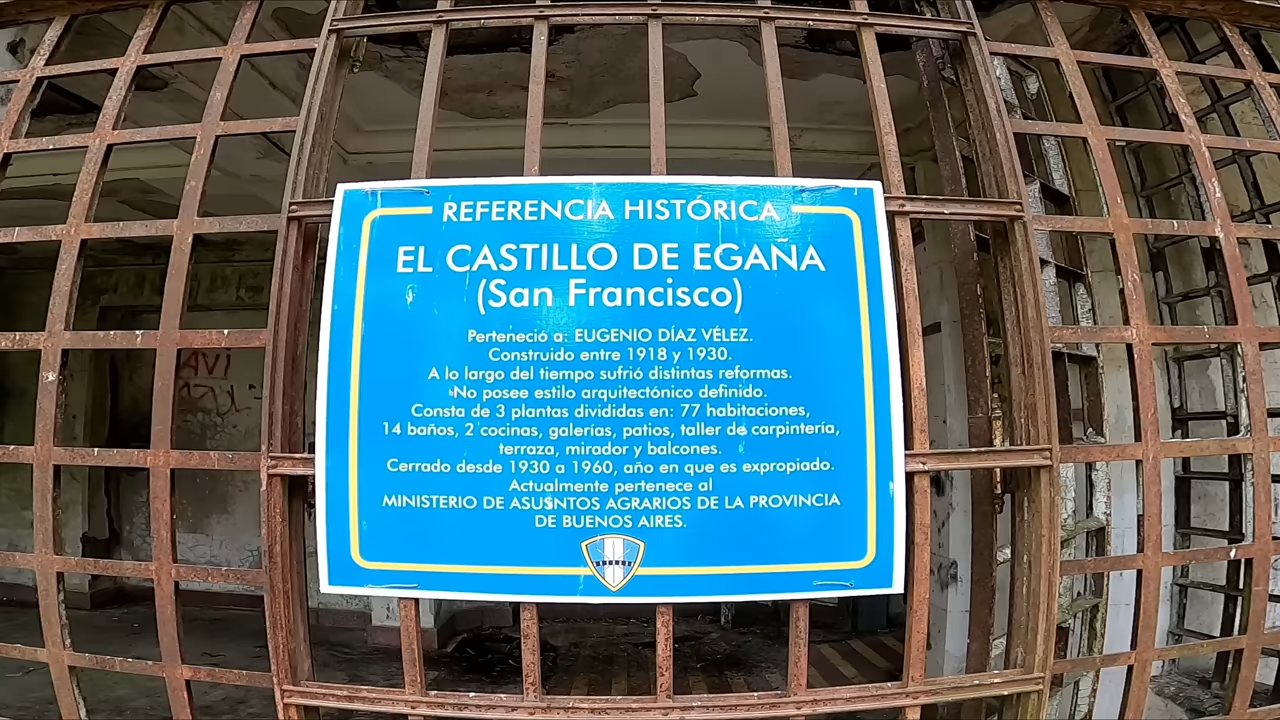 REFERENCIA HISTÓRICA
EL CASTILLO DE EGAÑA
(San Francisco)
Perteneció a: EUGENIO DÍAZ VÉLEZ.
Construido entre 1918 y 1930.
A lo largo del tiempo sufrió distintas reformas.
No posee estilo arquitectónico definido.
Consta de 3 plantas divididas en: 77 habitaciones,
14 baños, 2 cocinas, galerías, patios, taller de carpintería,
terraza, mirador y balcones.
Cerrado desde 1930 a 1960, año en que es expropiado.
Actualmente pertenece al
MINISTERIO DE ASUNTOS AGRARIOS DE LA PROVINCIA
DE BUENOS AIRES.
AVI